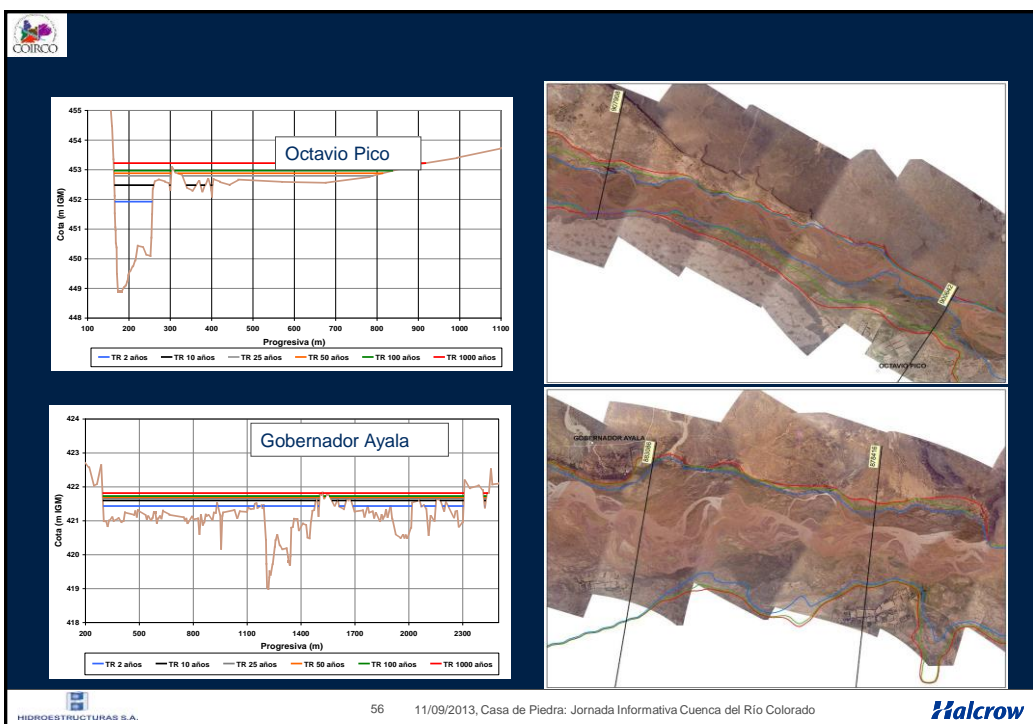 COIRCO
Octavio Pico
455
454
453
452
451
450
449
448
Cota (m IGM)
100 200 300 400 500 600 700 800 900 1000 1100
Progresiva (m)
TR 2 años TR 10 años TR 25 años TR 50 años TR 100 años TR 1000 años
OCTAVIO PICO
Gobernador Ayala
424
423
422
421
420
419
418
Cota (m IGM)
200 500 800 1100 1400 1700 2000 2300
Progresiva (m)
TR 2 años TR 10 años TR 25 años TR 50 años TR 100 años TR 1000 años
GOBERNADOR AYALA
878418
HIDROESTRUCTURAS S.A.
56 11/09/2013, Casa de Piedra: Jornada Informativa Cuenca del Río Colorado
Halcrow